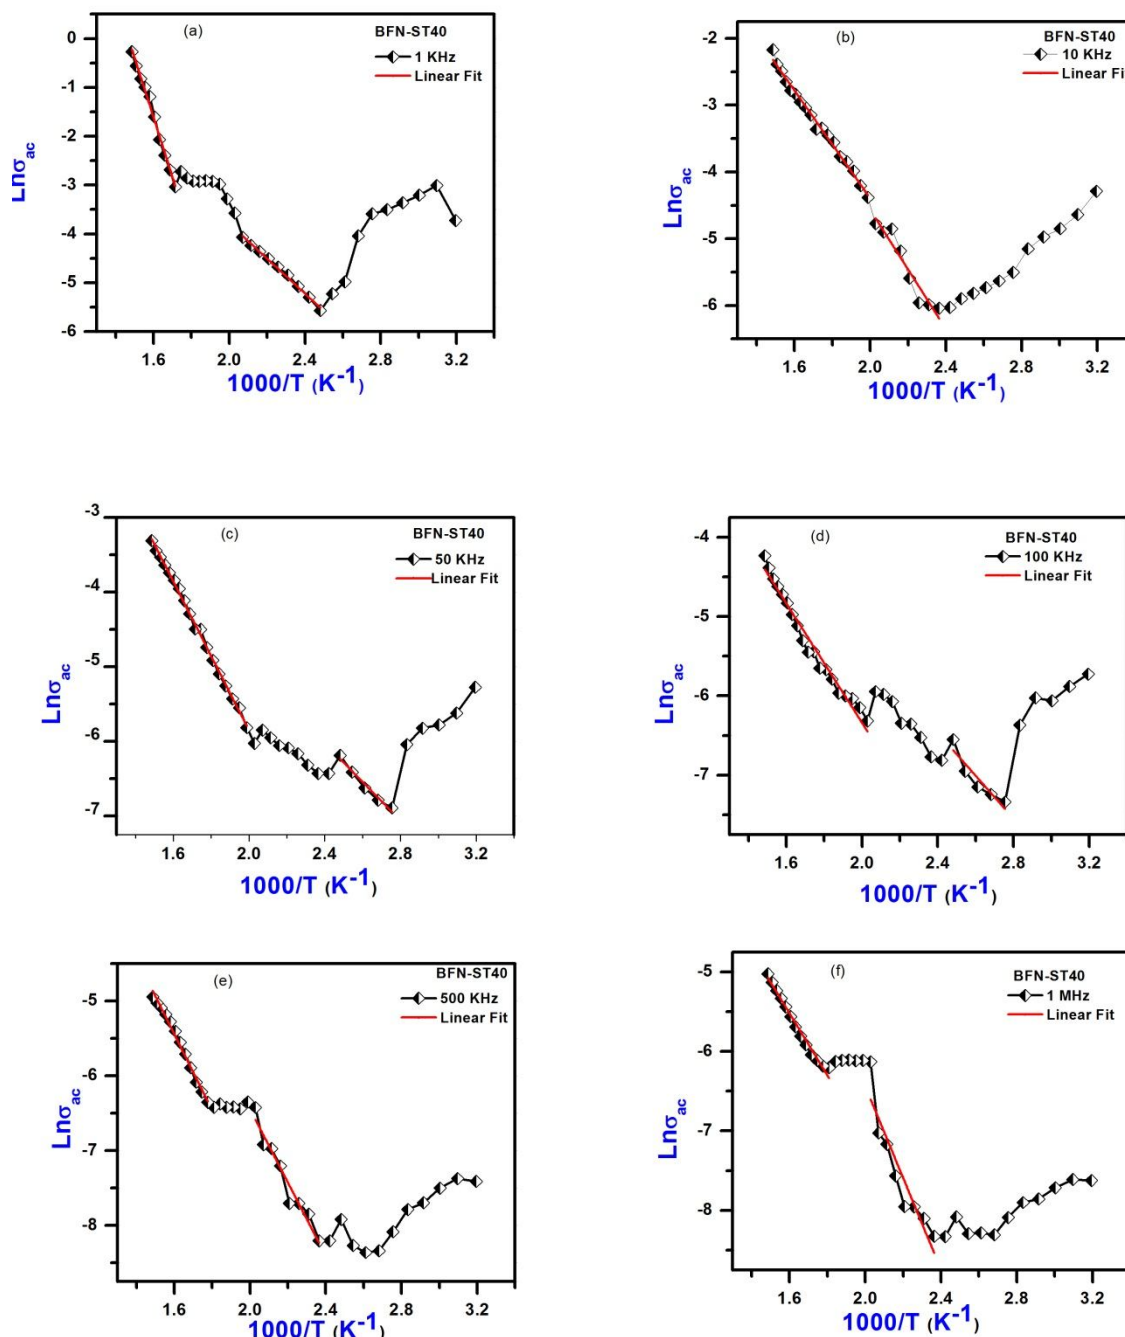 (a)
BFN-ST40
1 KHz
Linear Fit
0
-1
-2
-3
-4
-5
-6
Lnσac
1.6 2.0 2.4 2.8 3.2
1000/T (K-1)
(b)
BFN-ST40
10 KHz
Linear Fit
-2
-3
-4
-5
-6
Lnσac
1.6 2.0 2.4 2.8 3.2
1000/T (K-1)
(c)
BFN-ST40
50 KHz
Linear Fit
-3
-4
-5
-6
-7
Lnσac
1.6 2.0 2.4 2.8 3.2
1000/T (K-1)
(d)
BFN-ST40
100 KHz
Linear Fit
-4
-5
-6
-7
Lnσac
1.6 2.0 2.4 2.8 3.2
1000/T (K-1)
(e)
BFN-ST40
500 KHz
Linear Fit
-5
-6
-7
-8
Lnσac
1.6 2.0 2.4 2.8 3.2
1000/T (K-1)
(f)
BFN-ST40
1 MHz
Linear Fit
-5
-6
-7
-8
Lnσac
1.6 2.0 2.4 2.8 3.2
1000/T (K-1)